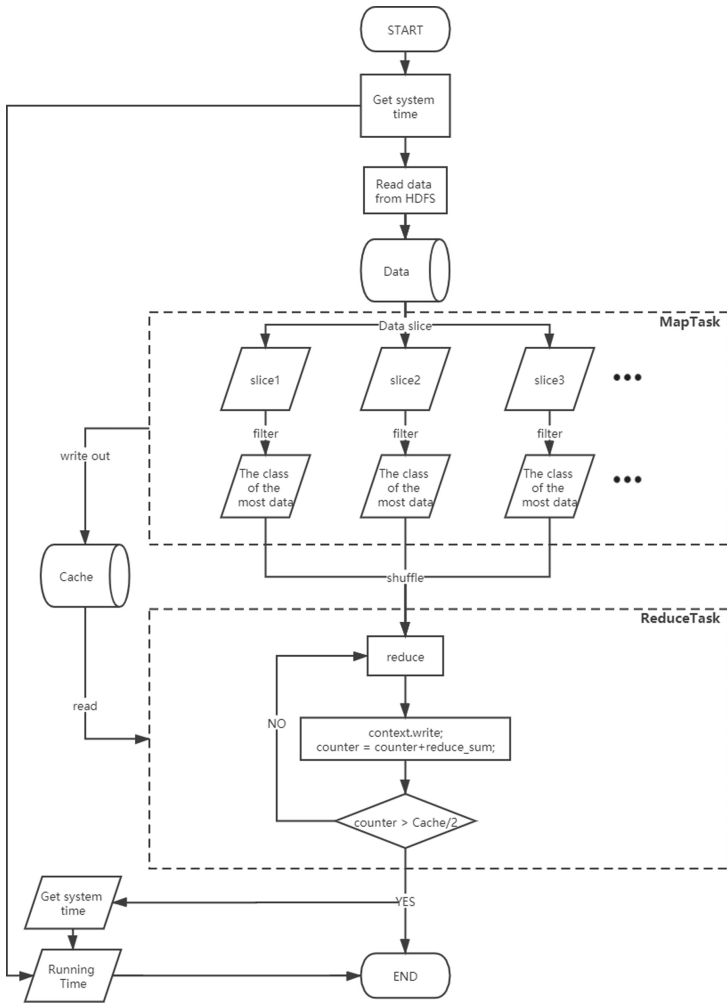 START
Get system
time
Read data
from HDFS
Data
MapTask
Data slice
slice1
slice2
slice3
•••
filter
filter
filter
write out
The class
of the
most data
The class
of the
most data
The class
of the
most data
•••
Cache
shuffle
ReduceTask
reduce
read
NO
context.write;
counter = counter+reduce_sum;
counter > Cache/2
Get system
time
YES
Running
Time
END